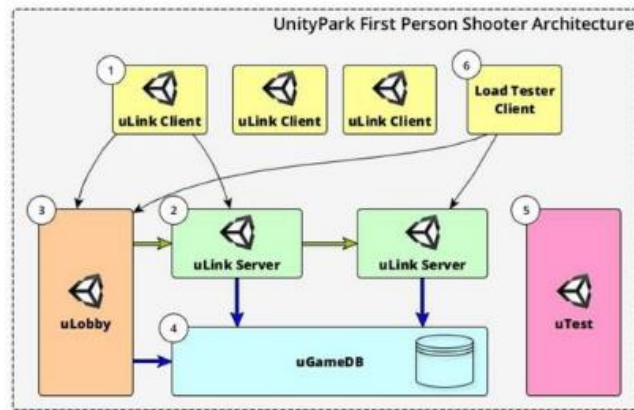 UnityPark First Person Shooter Architecture
1
6
uLink Client
uLink Client
uLink Client
Load Tester
Client
3
2
5
uLink Server
uLink Server
uLobby
uTest
4
uGameDB